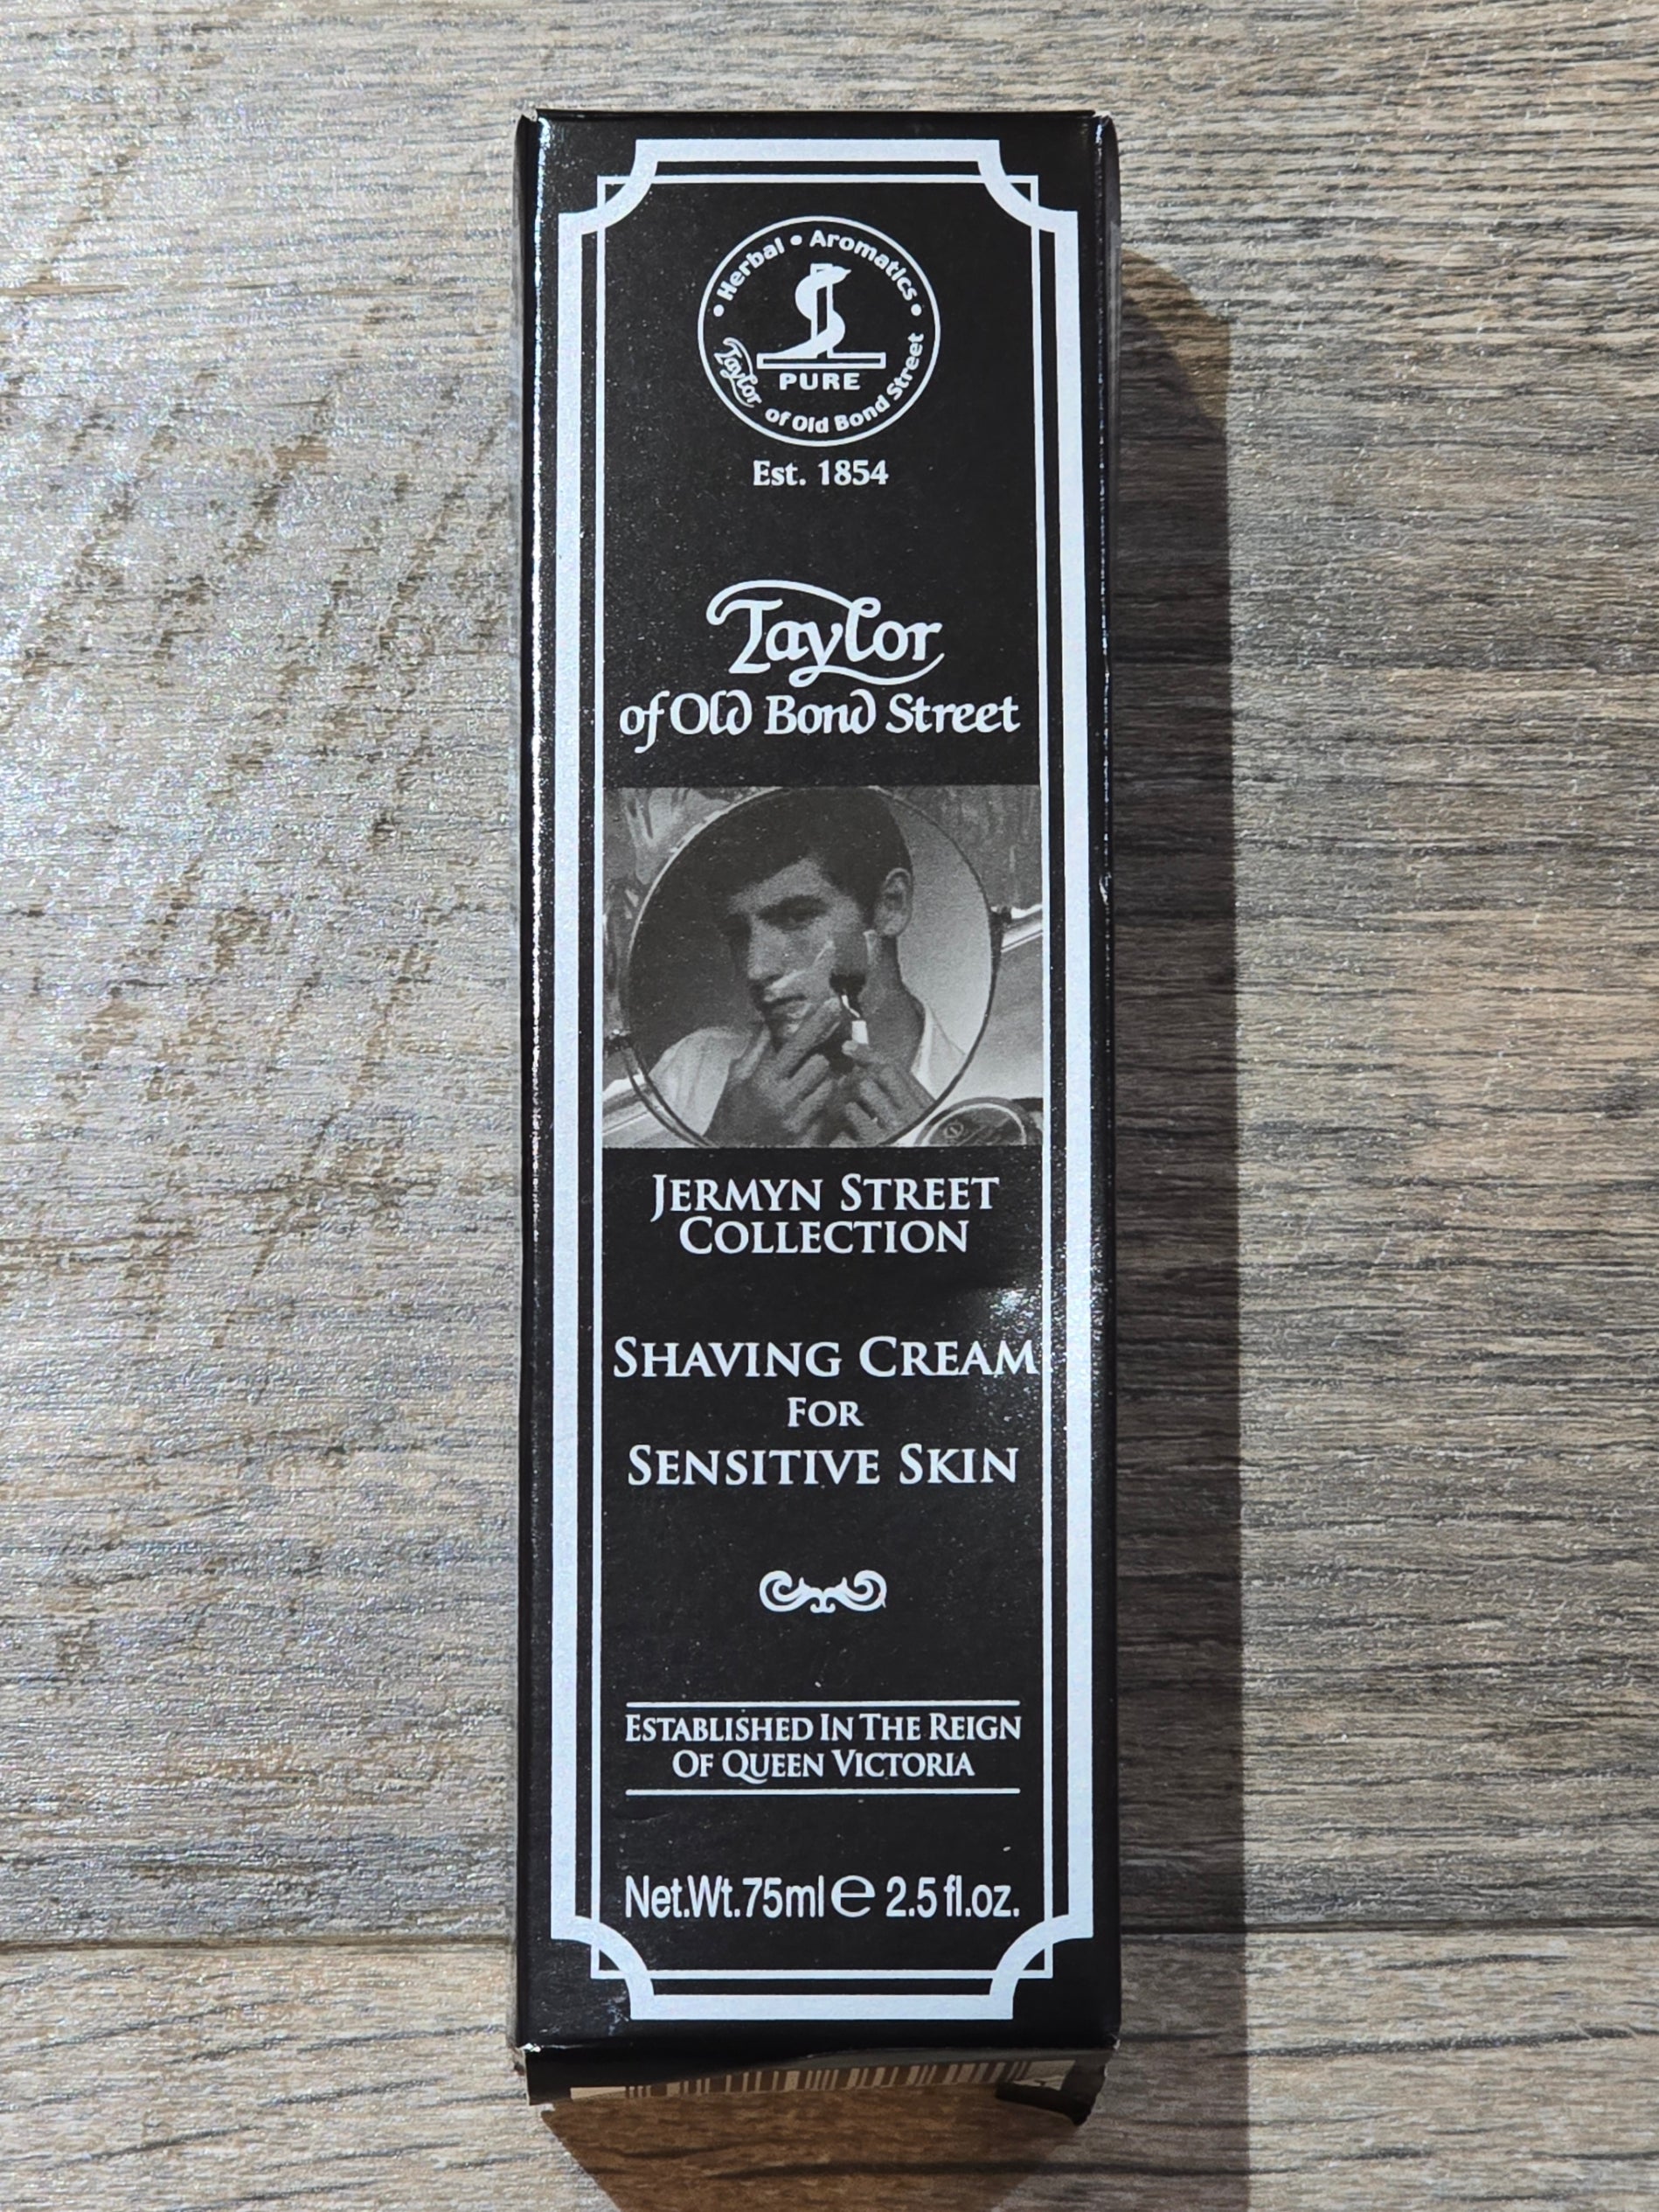 • Herbal • Aromatics •
PURE
Taylor of Old Bond Street
Est. 1854
Taylor
of Old Bond Street
JERMYN STREET
COLLECTION
SHAVING CREAM
FOR
SENSITIVE SKIN
ESTABLISHED IN THE REIGN
OF QUEEN VICTORIA
Net.Wt.75ml ℮ 2.5 fl.oz.